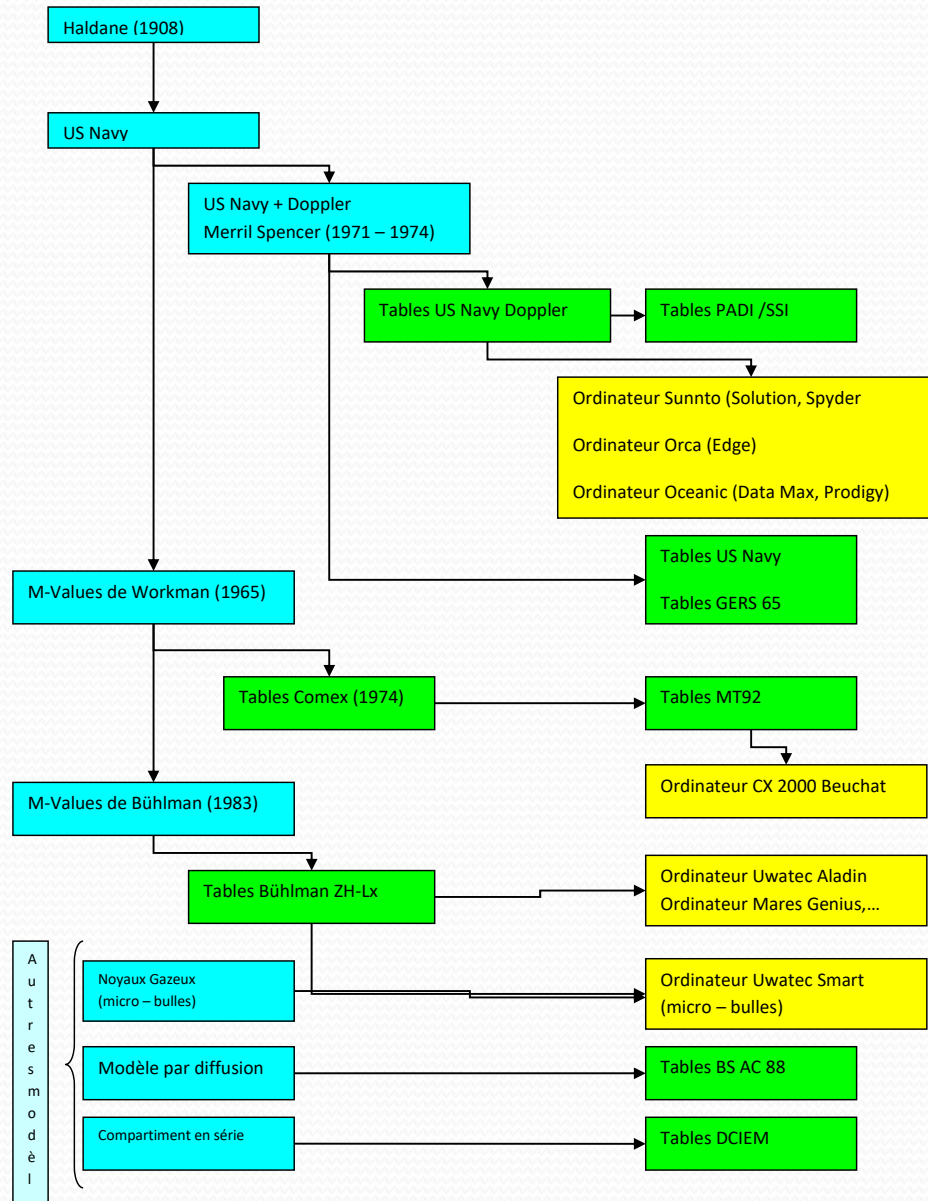 Haldane (1908)
US Navy
US Navy + Doppler
Merril Spencer (1971 – 1974)
Tables US Navy Doppler
Tables PADI /SSI
Ordinateur Sunnto (Solution, Spyder
Ordinateur Orca (Edge)
Ordinateur Oceanic (Data Max, Prodigy)
Tables US Navy
Tables GERS 65
M-Values de Workman (1965)
Tables Comex (1974)
Tables MT92
Ordinateur CX 2000 Beuchat
M-Values de Bühlman (1983)
Tables Bühlman ZH-Lx
Ordinateur Uwatec Aladin
Ordinateur Mares Genius,...
A
u
t
r
e
s
m
o
d
è
l
Noyaux Gazeux
(micro – bulles)
Ordinateur Uwatec Smart
(micro – bulles)
Modèle par diffusion
Tables BS AC 88
Compartiment en série
Tables DCIEM